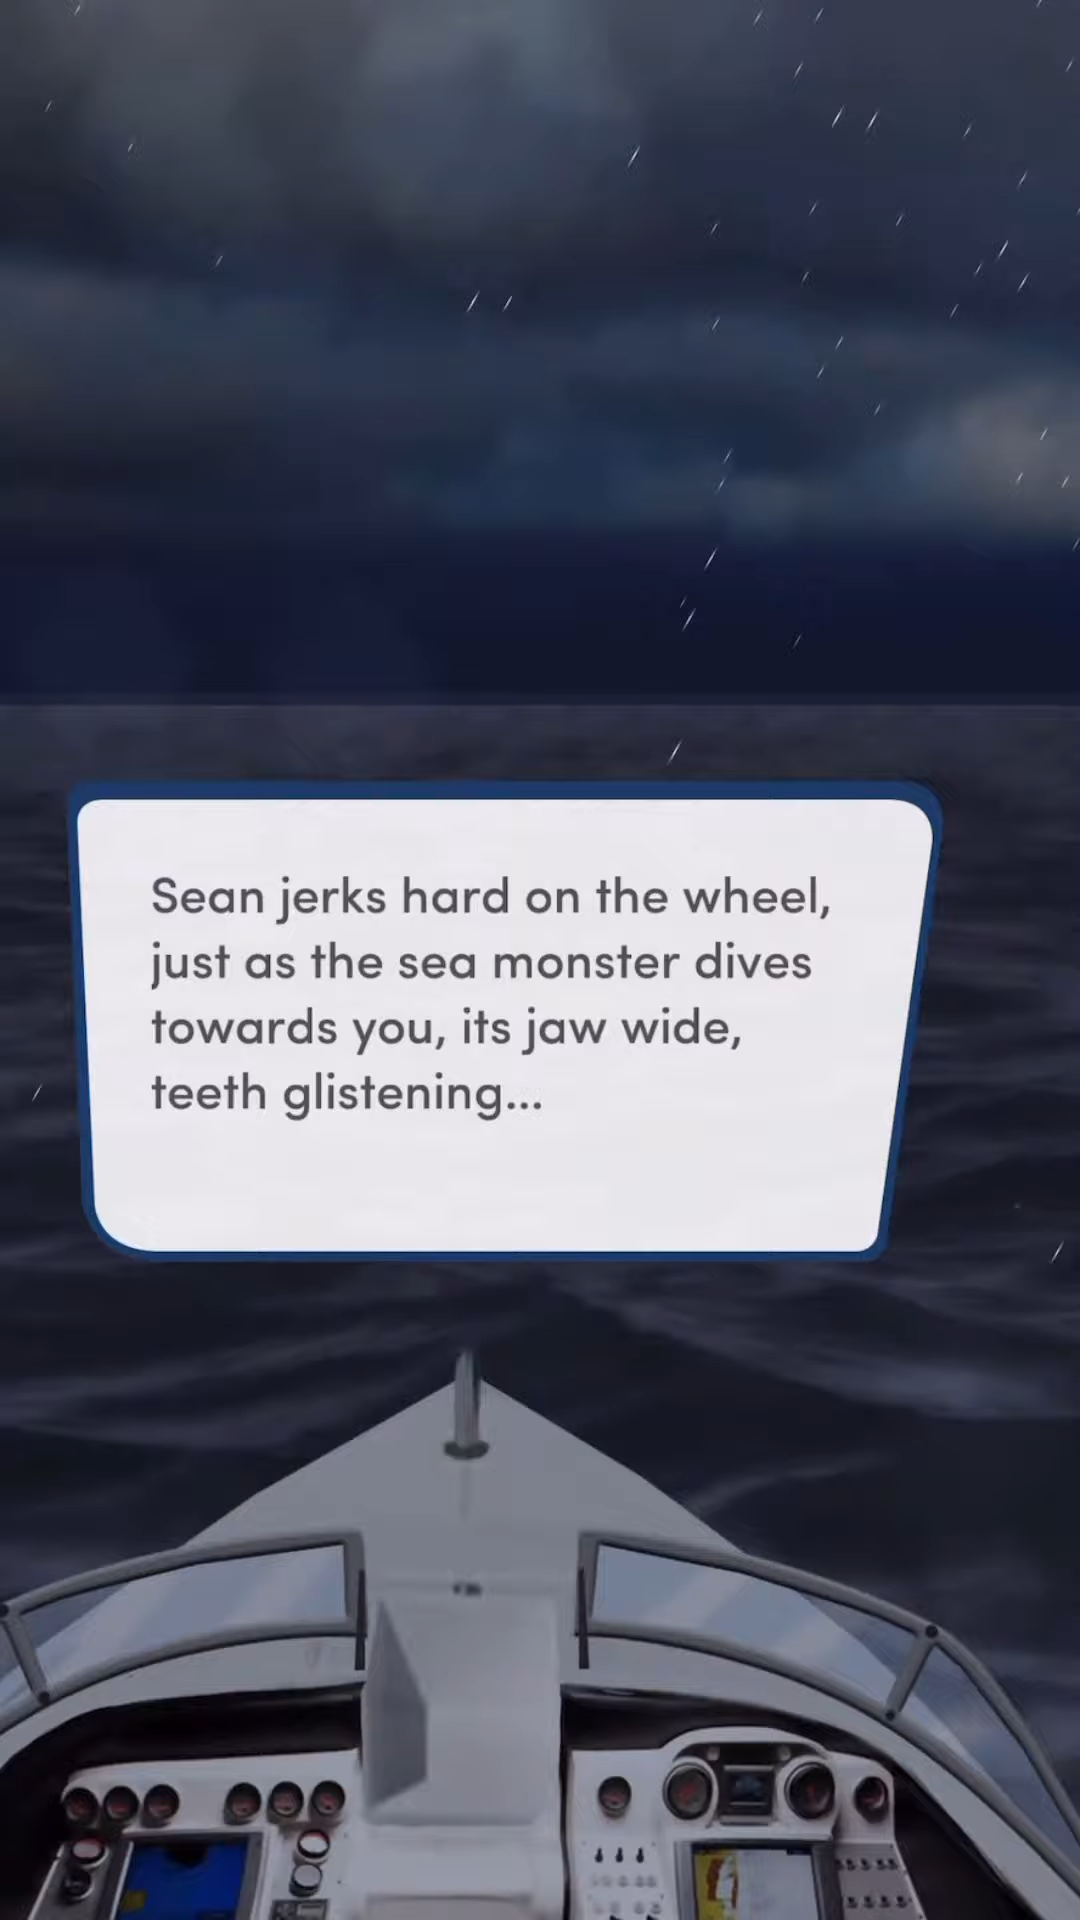 Sean jerks hard on the wheel,
just as the sea monster dives
towards you, its jaw wide,
teeth glistening...